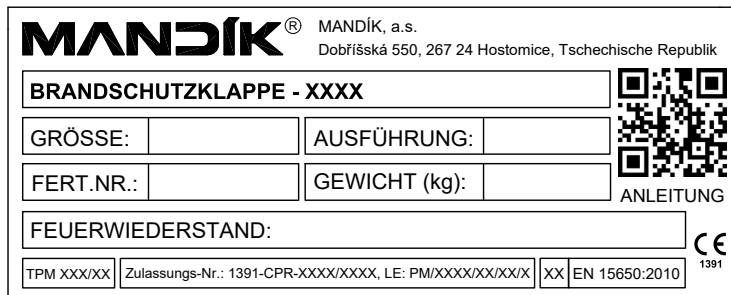 MANDÍK® MANDÍK, a.s.
Dobříšská 550, 267 24 Hostomice, Tschechische Republik
BRANDSCHUTZKLAPPE - XXXX
GRÖSSE: AUSFÜHRUNG:
FERT.NR.: GEWICHT (kg):
ANLEITUNG
FEUERWIEDERSTAND:
CE
1391
TPM XXX/XX Zulassungs-Nr.: 1391-CPR-XXXX/XXXX, LE: PM/XXXX/XX/XX/X XX EN 15650:2010